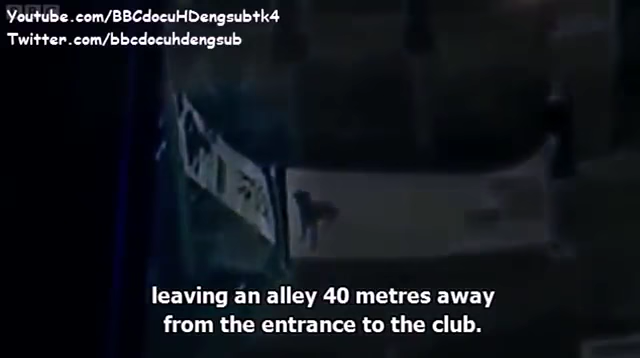 Youtube.com/BBCdocuHDengsubtk4
Twitter.com/bbcdocuhdengsub
leaving an alley 40 metres away
from the entrance to the club.